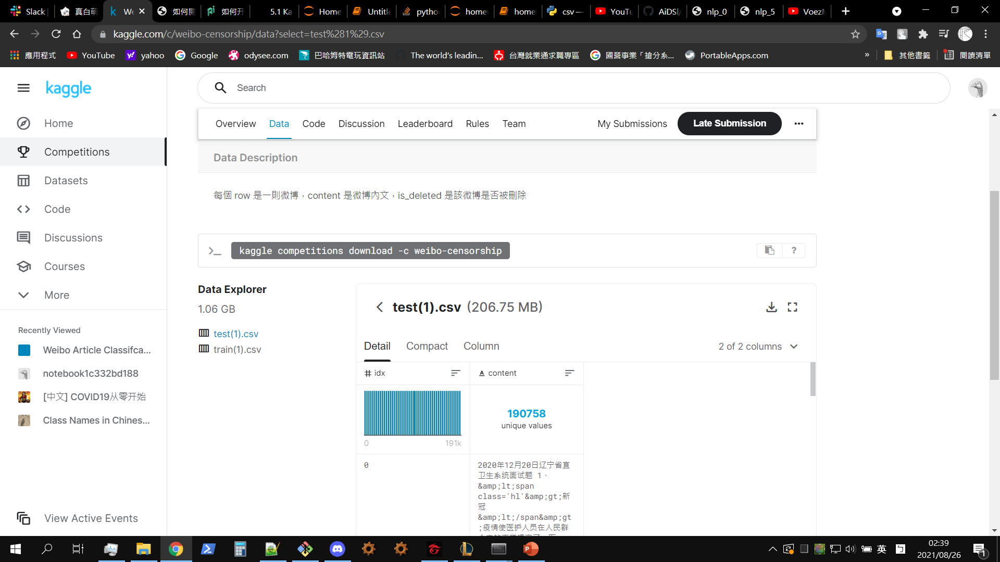 Slack
真白萌
We
如何開
如何开
5.1 Ka
Home
Untitle
pytho
home
home
csv —
YouTu
AiDSl
nlp_0
nlp_5
Voez
kaggle.com/c/weibo-censorship/data?select=test%281%29.csv
應用程式
YouTube
yahoo
Google
odysee.com
巴哈姆特電玩資訊站
The world's leadin...
台灣就業通求職專區
國營事業「搶分系...
PortableApps.com
»
其他書籤
閱讀清單
kaggle
Search
Home
Competitions
Datasets
Code
Discussions
Courses
More
Recently Viewed
Weibo Article Classifca...
notebook1c332bd188
[中文] COVID19从零开始
Class Names in Chines...
View Active Events
Overview
Data
Code
Discussion
Leaderboard
Rules
Team
My Submissions
Late Submission
Data Description
每個 row 是一則微博，content 是微博內文，is_deleted 是該微博是否被刪除
kaggle competitions download -c weibo-censorship
?
Data Explorer
1.06 GB
test(1).csv
train(1).csv
test(1).csv (206.75 MB)
Detail
Compact
Column
2 of 2 columns
# idx
A content
190758
unique values
0
191k
0
2020年12月20日辽宁省直
卫生系统面试题 1、
&amp;lt;span
class='hl'&amp;gt;新
冠
&amp;lt;/span&amp;gt
;疫情使医护人员在人民群
英
02:39
2021/08/26
1